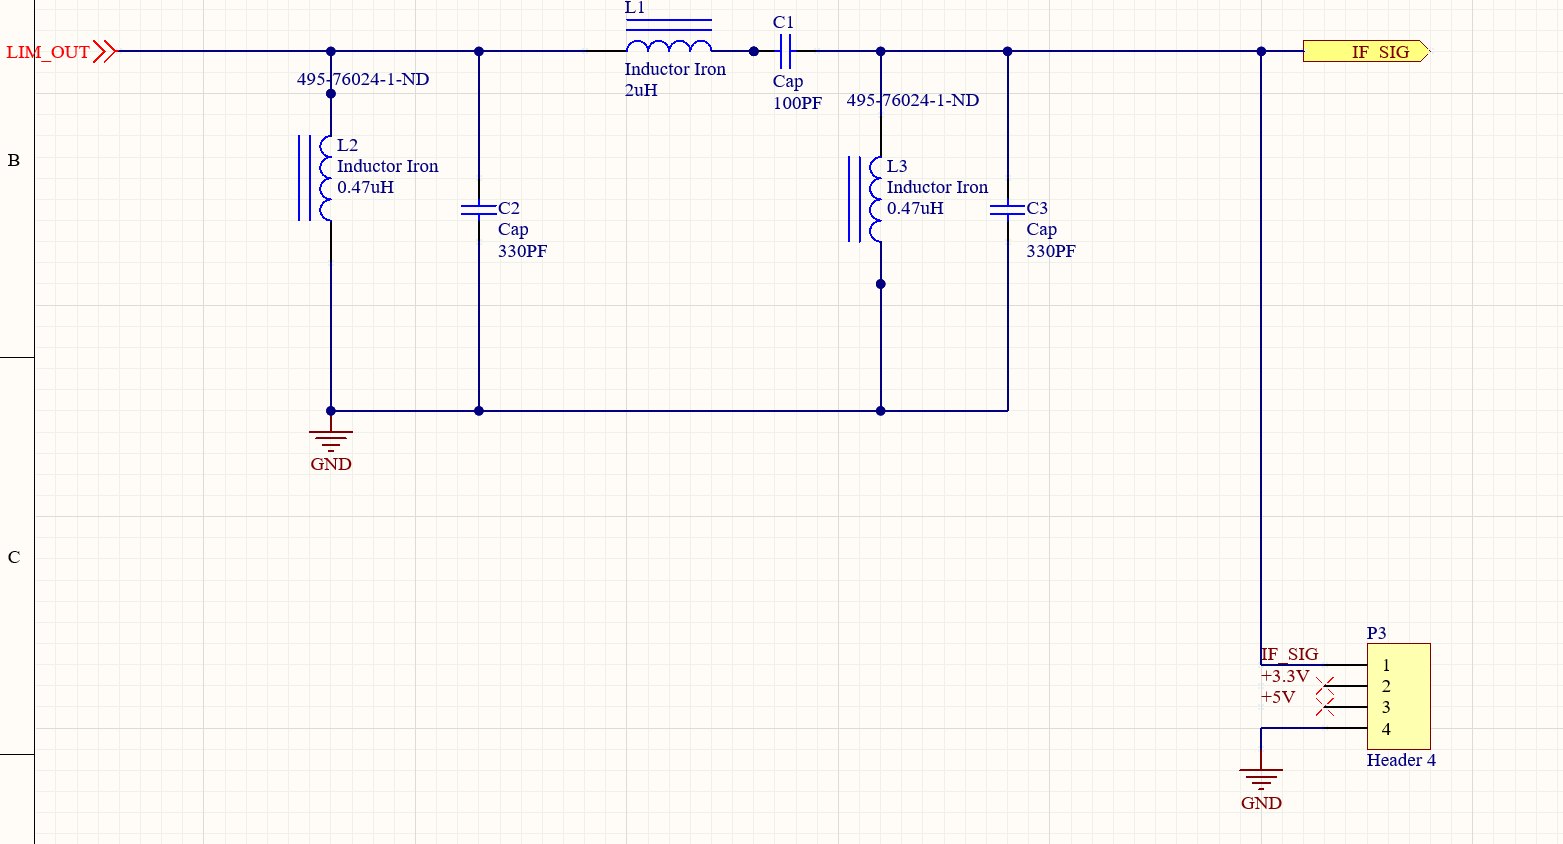 L1
C1
LIM_OUT
IF_SIG
495-76024-1-ND
Inductor Iron
2uH
Cap
100PF
495-76024-1-ND
B
L2
Inductor Iron
0.47uH
L3
Inductor Iron
0.47uH
C2
Cap
330PF
C3
Cap
330PF
GND
C
P3
IF_SIG
1
+3.3V
2
+5V
3
4
Header 4
GND